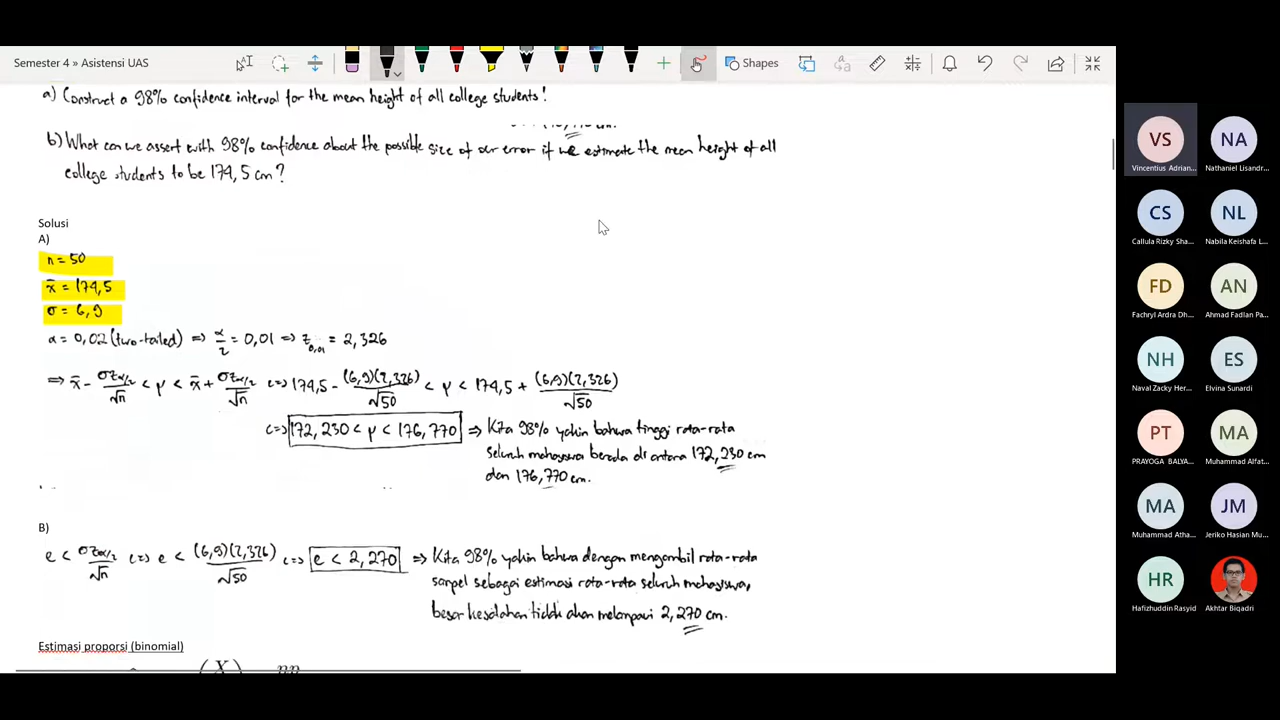 Semester 4 » Asistensi UAS
Shapes
a) Construct a 98% confidence interval for the mean height of all college students!
b) What can we assert with 98% confidence about the possible size of our error if we estimate the mean height of all
college students to be 174,5 cm?
Solusi
A)
n = 50
x̄ = 174,5
σ = 6,9
α = 0,02 (two-tailed) => α/2 = 0,01 => z₀,₀₁ = 2,326
=> x̄ - σz_α/2/√n < μ < x̄ + σz_α/2/√n <=> 174,5 - (6,9)(2,326)/√50 < μ < 174,5 + (6,9)(2,326)/√50
<=> 172,230 < μ < 176,770 => Kita 98% yakin bahwa tinggi rata-rata
seluruh mahasiswa berada di antara 172,230 cm
dan 176,770 cm.
B)
e < σz_α/2/√n <=> e < (6,9)(2,326)/√50 <=> e < 2,270 => Kita 98% yakin bahwa dengan mengambil rata-rata
sampel sebagai estimasi rata-rata seluruh mahasiswa,
besar kesalahan tidak akan melampaui 2,270 cm.
Estimasi proporsi (binomial)
VS
NA
Vincentius Adrian...
Nathaniel Lisandr...
CS
NL
Callula Rizky Sha...
Nabila Keishafa L...
FD
AN
Fachryl Ardra Dh...
Ahmad Fadlan Pa...
NH
ES
Naval Zacky Her...
Elvina Sunardi
PT
MA
PRAYOGA BALYA...
Muhammad Alfat...
MA
JM
Muhammad Atha...
Jeriko Hasian Mu...
HR
Hafizhuddin Rasyid
Akhtar Biqadri